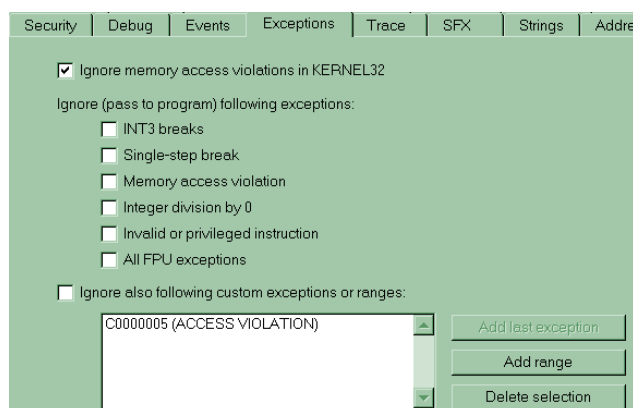 Security Debug Events Exceptions Trace SFX Strings Addre
Ignore memory access violations in KERNEL32
Ignore (pass to program) following exceptions:
INT3 breaks
Single-step break
Memory access violation
Integer division by 0
Invalid or privileged instruction
All FPU exceptions
Ignore also following custom exceptions or ranges:
C0000005 (ACCESS VIOLATION)
Add last exception
Add range
Delete selection